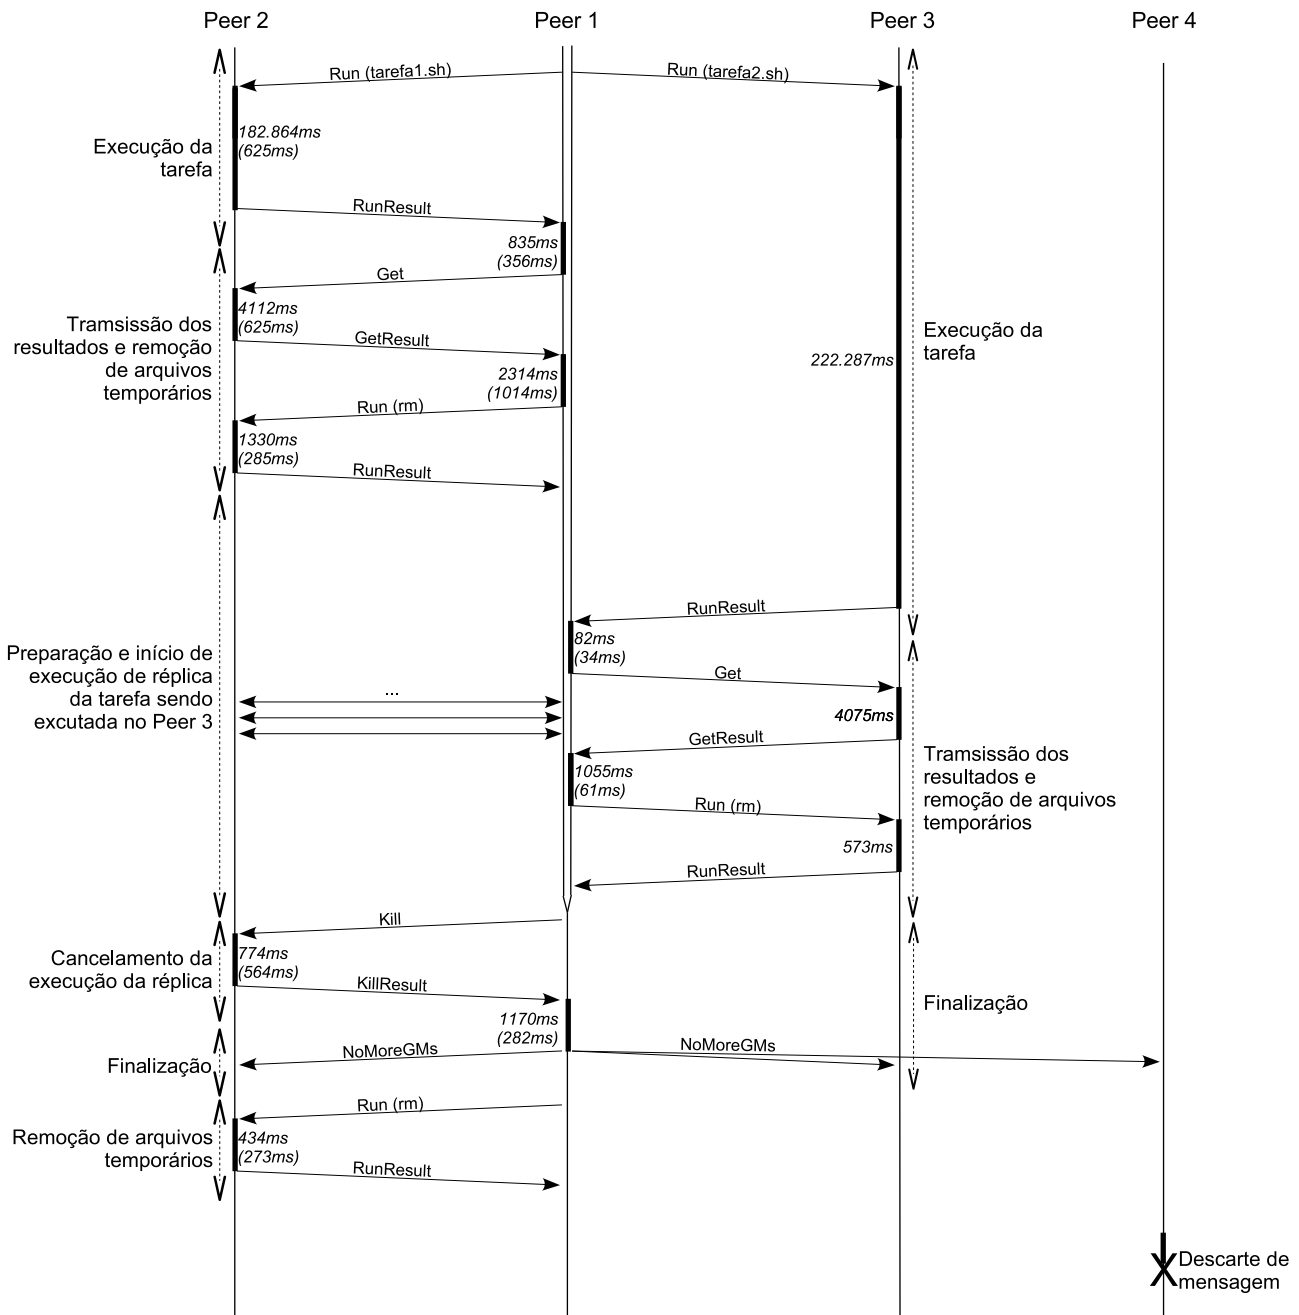 Peer 2
Peer 1
Peer 3
Peer 4
Run (tarefa1.sh)
Run (tarefa2.sh)
182.864ms
(625ms)
Execução da
tarefa
RunResult
835ms
(356ms)
Get
4112ms
(625ms)
Tramsissão dos
resultados e remoção
de arquivos
temporários
GetResult
Execução da
tarefa
222.287ms
2314ms
(1014ms)
Run (rm)
1330ms
(285ms)
RunResult
RunResult
82ms
(34ms)
Preparação e início de
execução de réplica
da tarefa sendo
excutada no Peer 3
...
Get
4075ms
GetResult
Tramsissão dos
resultados e
remoção de arquivos
temporários
1055ms
(61ms)
Run (rm)
573ms
RunResult
Kill
Cancelamento da
execução da réplica
774ms
(564ms)
KillResult
Finalização
1170ms
(282ms)
NoMoreGMs
NoMoreGMs
Finalização
Run (rm)
Remoção de arquivos
temporários
434ms
(273ms)
RunResult
Descarte de
mensagem